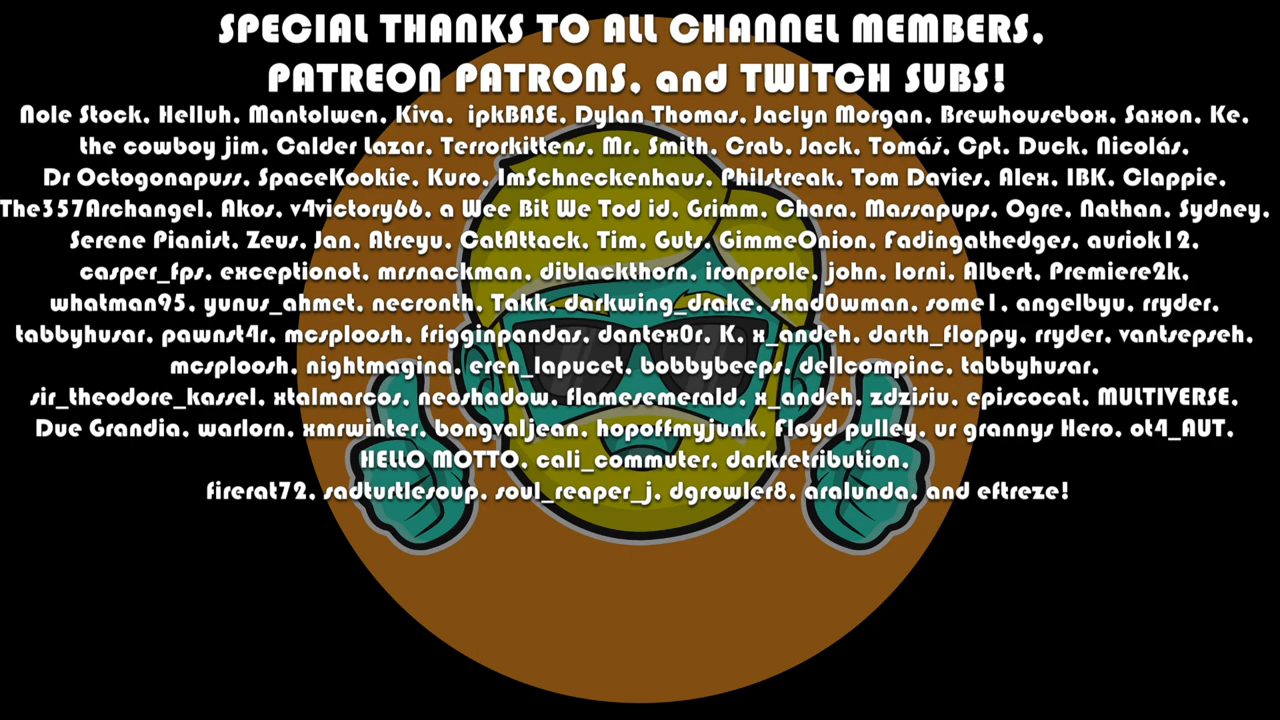 SPECIAL THANKS TO ALL CHANNEL MEMBERS,
PATREON PATRONS, and TWITCH SUBS!
Nole Stock, Helluh, Mantolwen, Kiva, ipkBASE, Dylan Thomas, Jaclyn Morgan, Brewhousebox, Saxon, Ke,
the cowboy jim, Calder Lazar, Terrorkittens, Mr. Smith, Crab, Jack, Tomáš, Cpt. Duck, Nicolás,
Dr Octogonapuss, SpaceKookie, Kuro, ImSchneckenhaus, Philstreak, Tom Davies, Alex, IBK, Clappie,
The357Archangel, Akos, v4victory66, a Wee Bit We Tod id, Grimm, Chara, Massapups, Ogre, Nathan, Sydney,
Serene Pianist, Zeus, Jan, Atreyu, CatAttack, Tim, Guts, GimmeOnion, Fadingathedges, auriok12,
casper_fps, exceptionot, mrsnackman, diblackthorn, ironprole, john, lorni, Albert, Premiere2k,
whatman95, yunus_ahmet, necronth, Takk, darkwing_drake, shad0wman, some1, angelbyu, rryder,
tabbyhusar, pawnst4r, mcsploosh, frigginpandas, dantex0r, K, x_andeh, darth_floppy, rryder, vantsepseh,
mcsploosh, nightmagina, eren_lapucet, bobbybeeps, dellcompinc, tabbyhusar,
sir_theodore_kassel, xtalmarcos, neoshadow, flamesemerald, x_andeh, zdzisiu, episcocat, MULTIVERSE,
Due Grandia, warlorn, xmrwinter, bongvaljean, hopoffmyjunk, Floyd pulley, ur grannys Hero, ot4_AUT,
HELLO MOTTO, cali_commuter, darkretribution,
firerat72, sadturtlesoup, soul_reaper_j, dgrowler8, aralunda, and eftreze!